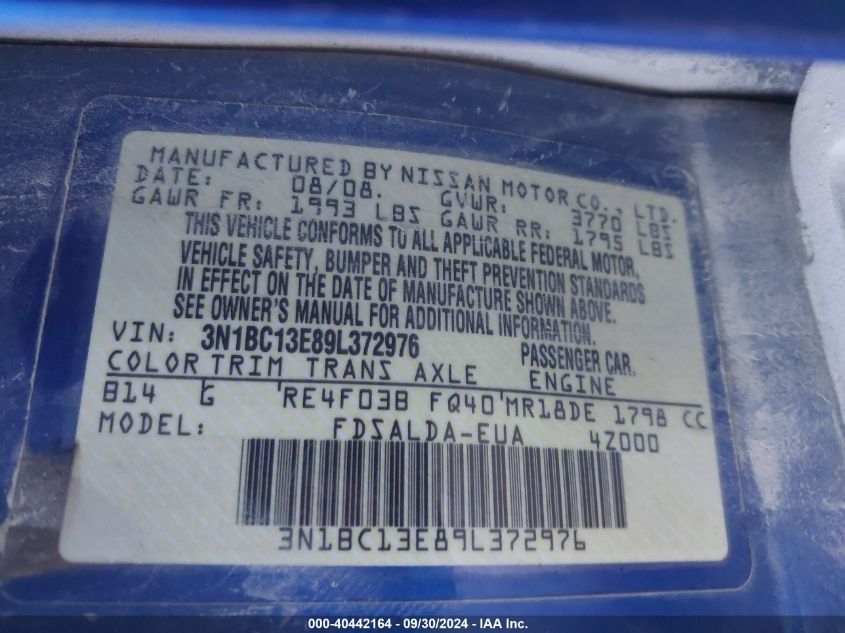 MANUFACTURED BY NISSAN MOTOR CO., LTD.
DATE: 08/08. GVWR: 3770 LBS
GAWR FR: 1993 LBS GAWR RR: 1795 LBS
THIS VEHICLE CONFORMS TO ALL APPLICABLE FEDERAL MOTOR,
VEHICLE SAFETY, BUMPER AND THEFT PREVENTION STANDARDS
IN EFFECT ON THE DATE OF MANUFACTURE SHOWN ABOVE.
SEE OWNER'S MANUAL FOR ADDITIONAL INFORMATION.
VIN: 3N1BC13E89L372976 PASSENGER CAR.
COLOR TRIM TRANS AXLE ENGINE
B14 G 'RE4F03B FQ40'MR18DE 1798 CC
MODEL: FDSALDA-EUA 4Z000
3N1BC13E89L372976
000-40442164 - 09/30/2024 - IAA Inc.